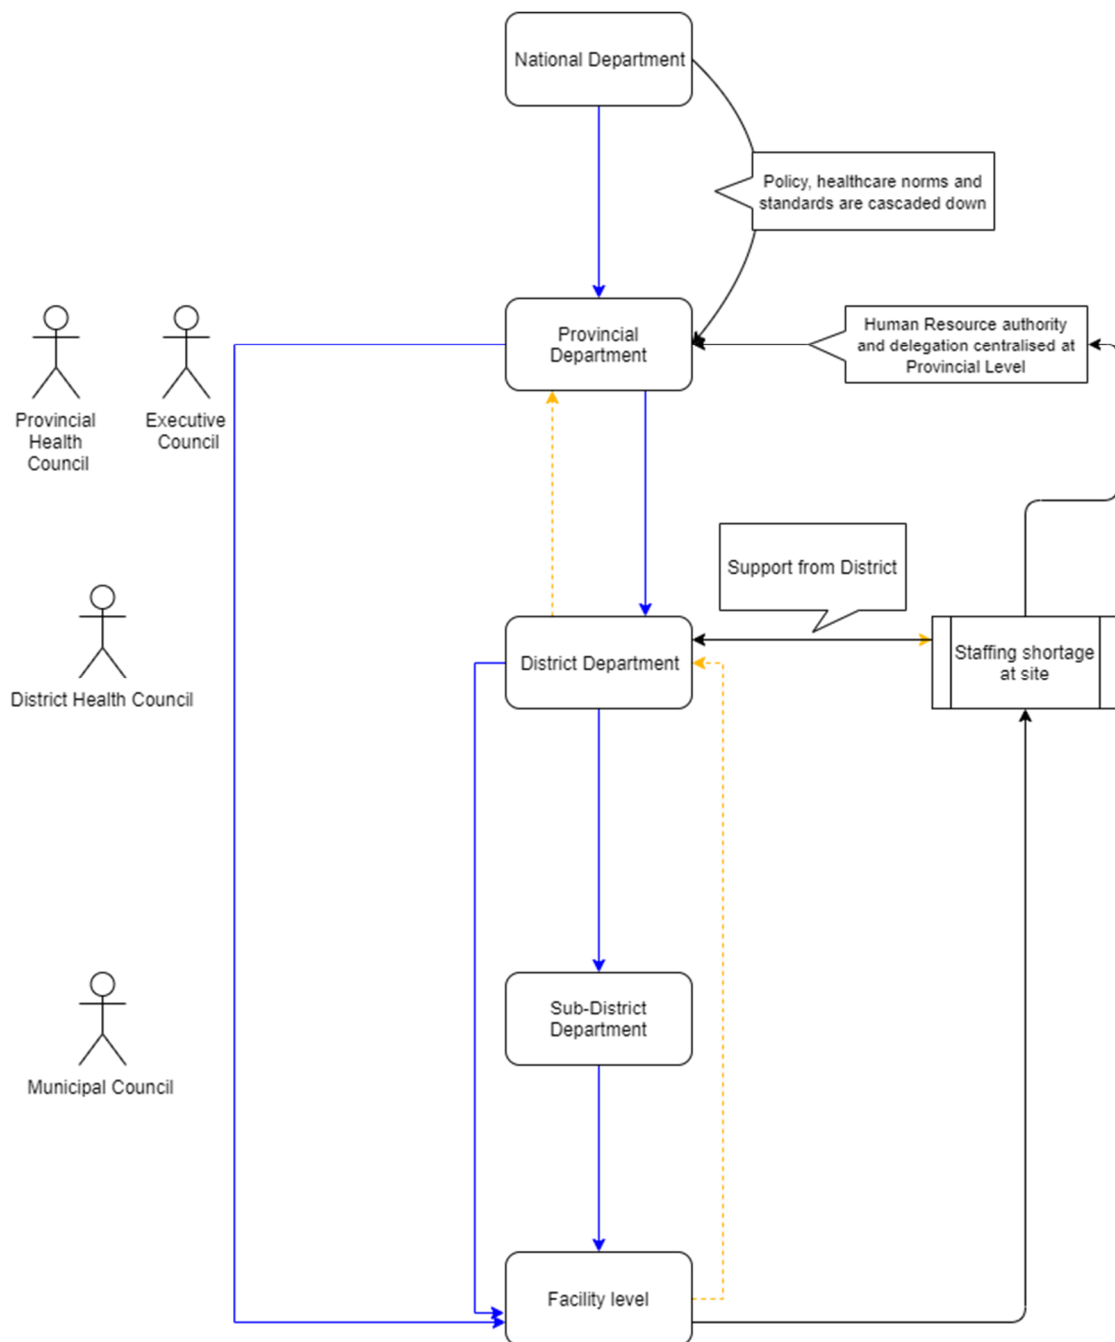 National Department
Policy, healthcare norms and
standards are cascaded down
Provincial
Department
Human Resource authority
and delegation centralised at
Provincial Level
Provincial
Health
Council
Executive
Council
Support from District
District Department
Staffing shortage
at site
District Health Council
Sub-District
Department
Municipal Council
Facility level